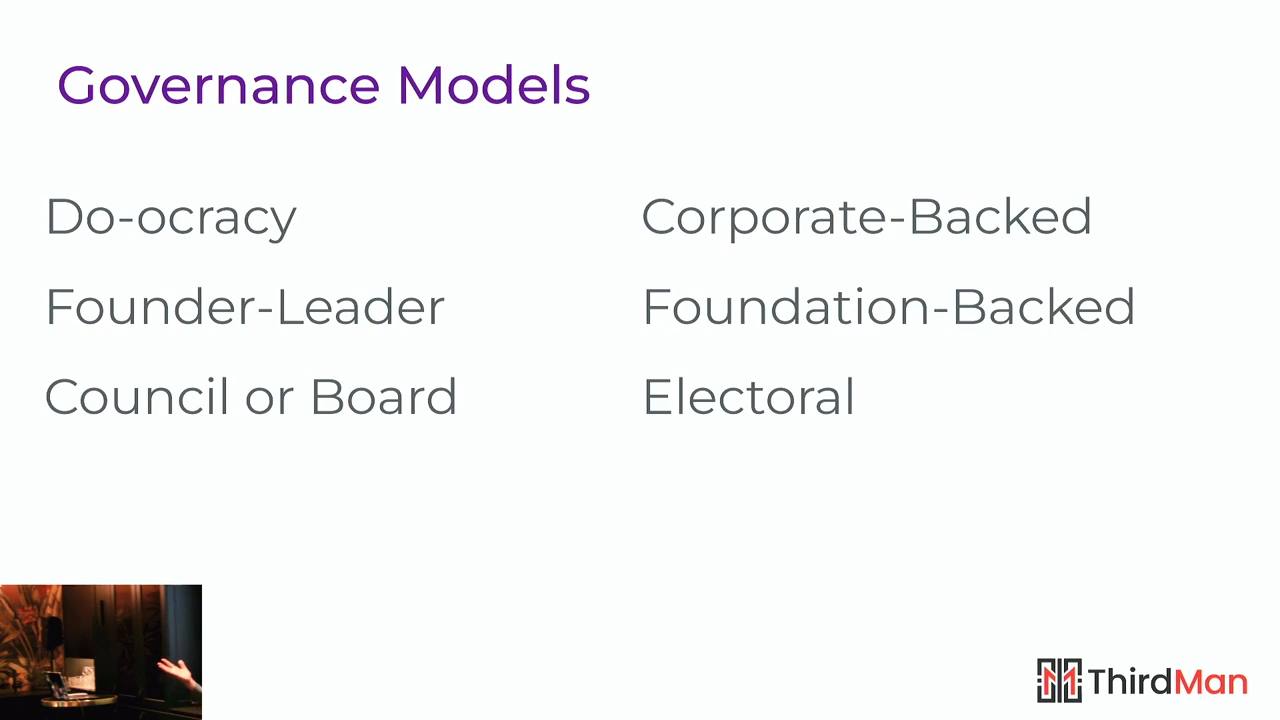 Governance Models
Do-ocracy
Founder-Leader
Council or Board
Corporate-Backed
Foundation-Backed
Electoral
ThirdMan